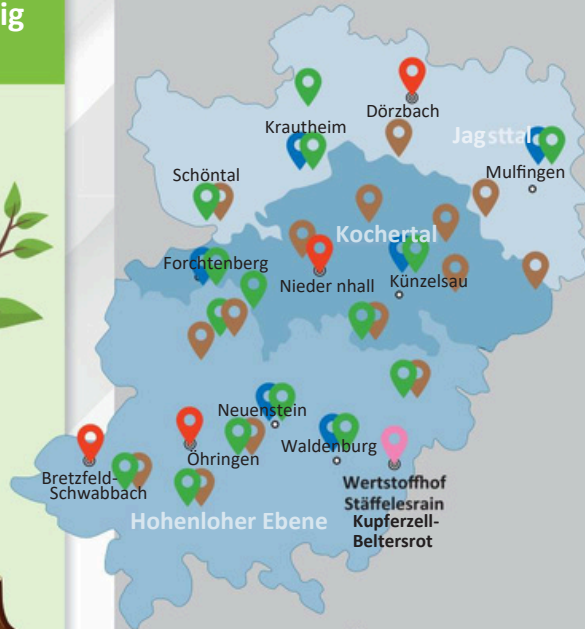 ig
Dörzbach
Krautheim
Jagsttal
Mulfingen
Schöntal
Kochertal
Forchtenberg
Nieder nhall
Künzelsau
Neuenstein
Waldenburg
Öhringen
Bretzfeld-
Schwabbach
Wertstoffhof
Stäffelesrain
Kupferzell-
Beltersrot
Hohenloher Ebene